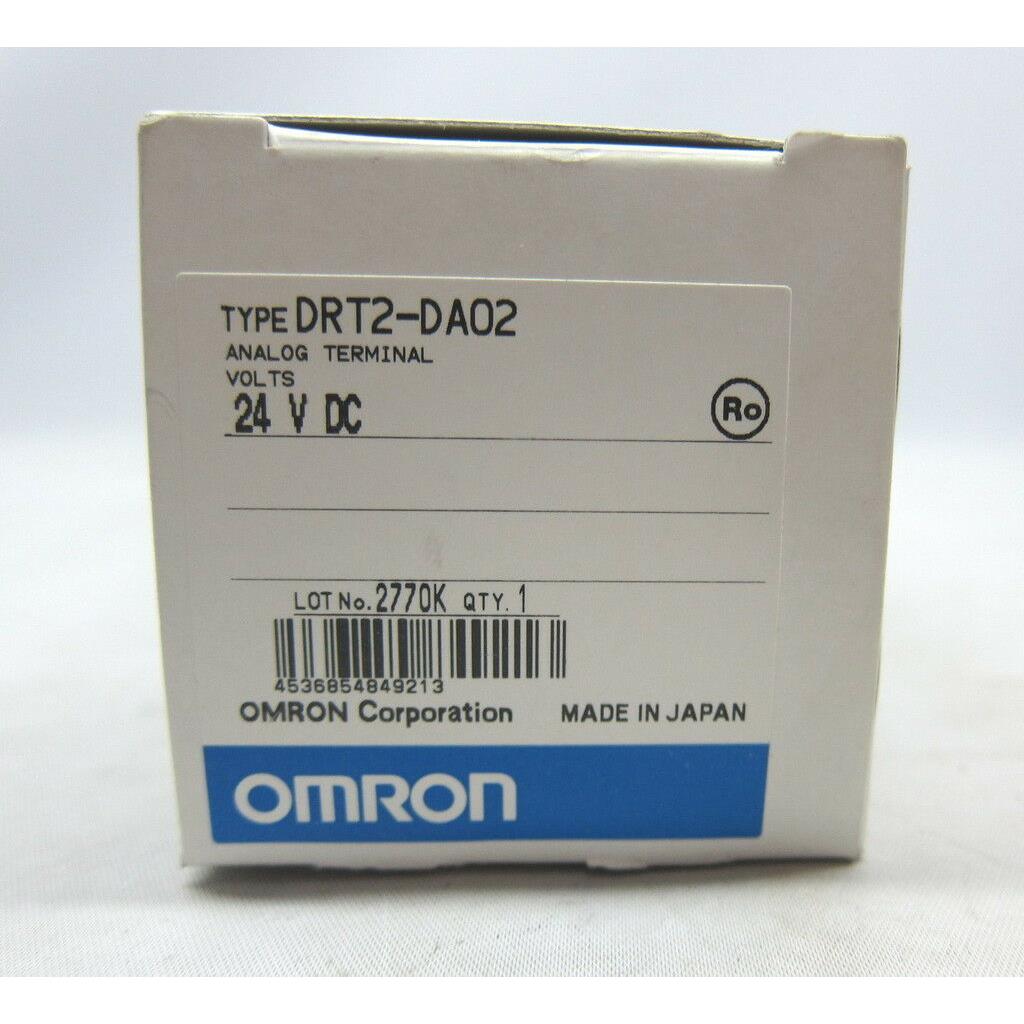 TYPE DRT2-DA02
ANALOG TERMINAL
VOLTS
24 V DC
Ro
LOT No. 2770K QTY. 1
4536854849213
OMRON Corporation MADE IN JAPAN
OMRON